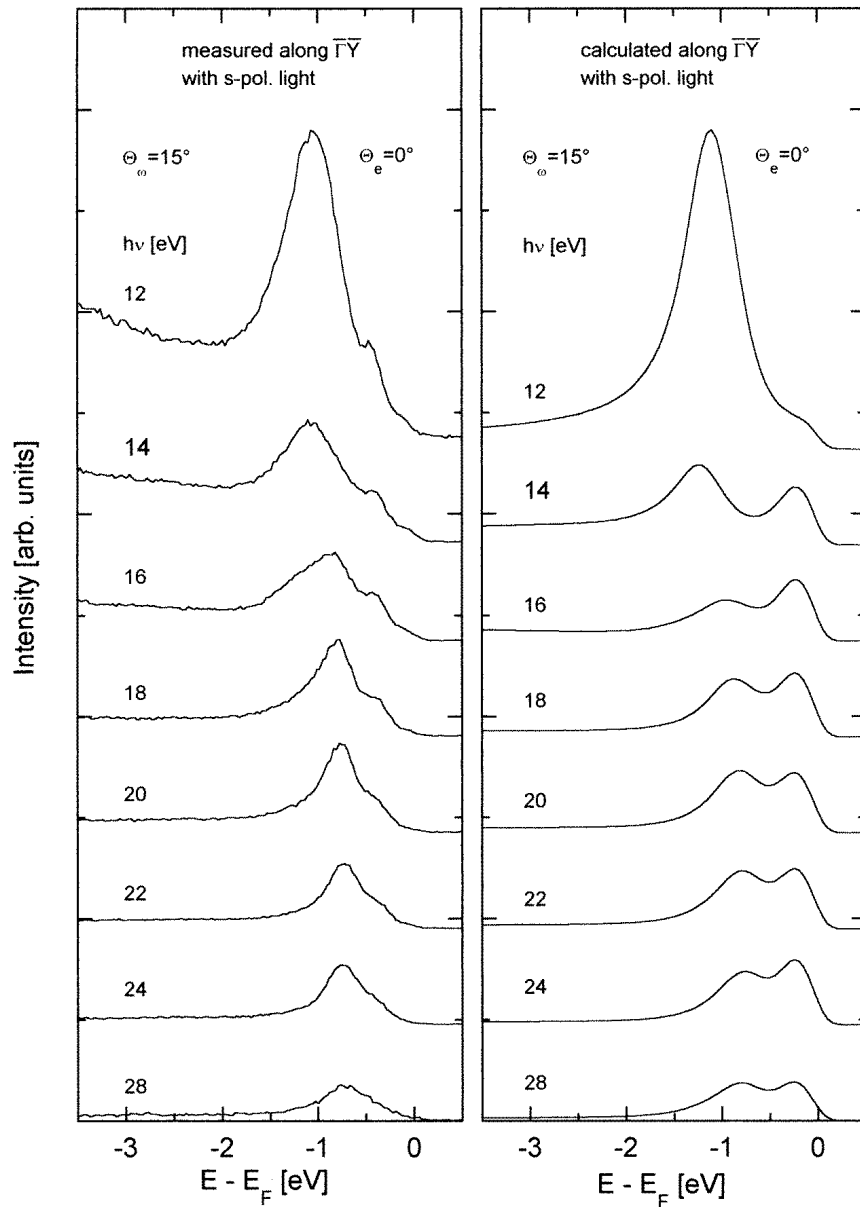 measured along Γ̅Y̅
with s-pol. light
Θω=15°
Θe=0°
hν [eV]
12
14
16
18
20
22
24
28
-3
-2
-1
0
E - EF [eV]
calculated along Γ̅Y̅
with s-pol. light
Θω=15°
Θe=0°
hν [eV]
12
14
16
18
20
22
24
28
-3
-2
-1
0
E - EF [eV]
Intensity [arb. units]